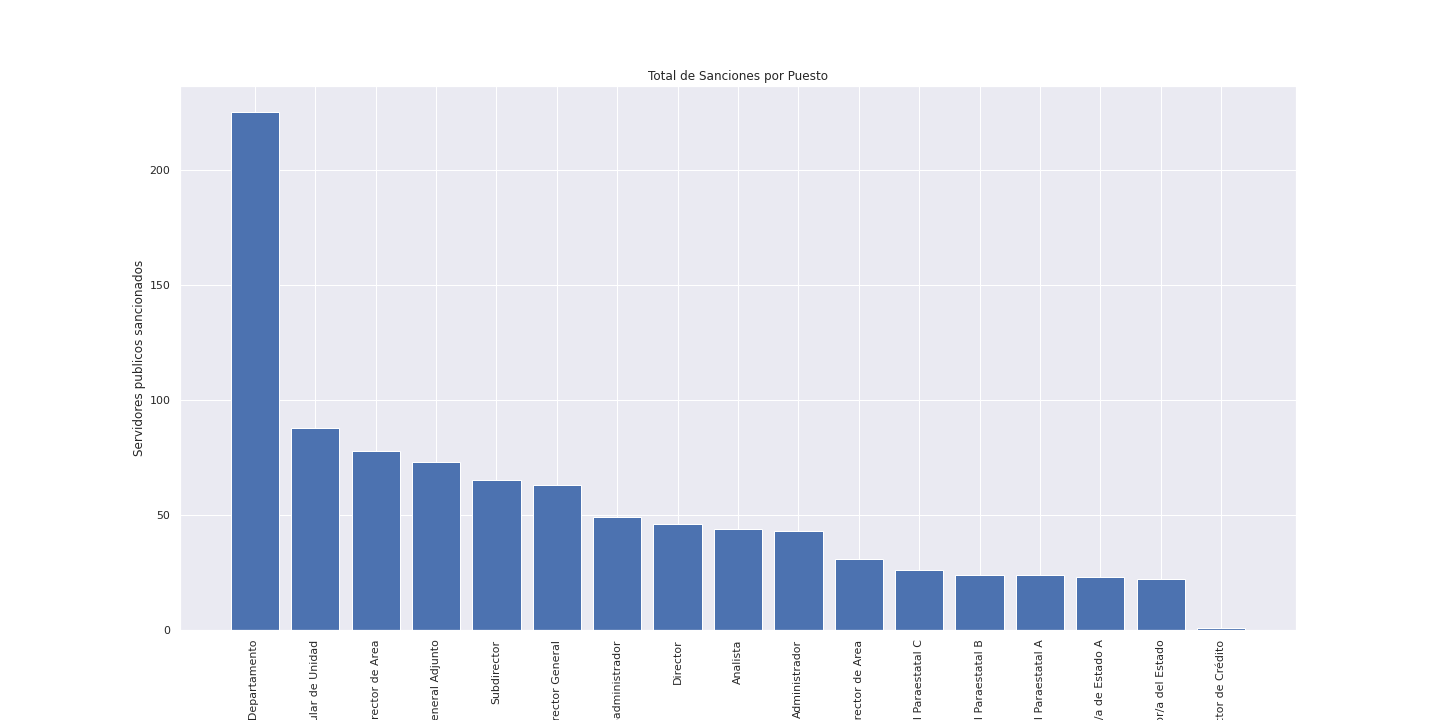 Total de Sanciones por Puesto
Servidores publicos sancionados
200
150
100
50
0
Departamento
ular de Unidad
rector de Area
eneral Adjunto
Subdirector
rector General
administrador
Director
Analista
Administrador
rector de Area
l Paraestatal C
l Paraestatal B
l Paraestatal A
/a de Estado A
or/a del Estado
ctor de Crédito